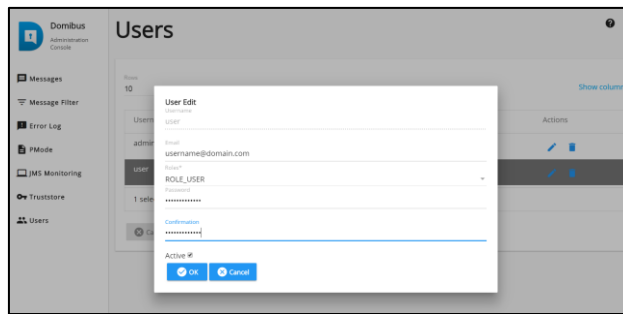 Domibus
Administration
Console
Users
Messages
Message Filter
Error Log
PMode
JMS Monitoring
Truststore
Users
Rows
10
Show column
Usern
Actions
admin
user
1 sele
Ca
User Edit
Username
user
Email
username@domain.com
Roles*
ROLE_USER
Password
•••••••••••••
Confirmation
•••••••••••••
Active
OK
Cancel